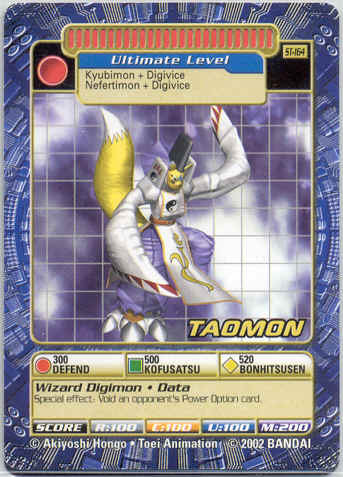 St-164
Ultimate Level
Kyubimon + Digivice
Nefertimon + Digivice
TAOMON
300 DEFEND
500 KOFUSATSU
520 BONHITSUSEN
Wizard Digimon • Data
Special effect: Void an opponent's Power Option card.
SCORE R:100 C:100 U:100 M:200
© Akiyoshi Hongo • Toei Animation © 2002 BANDAI